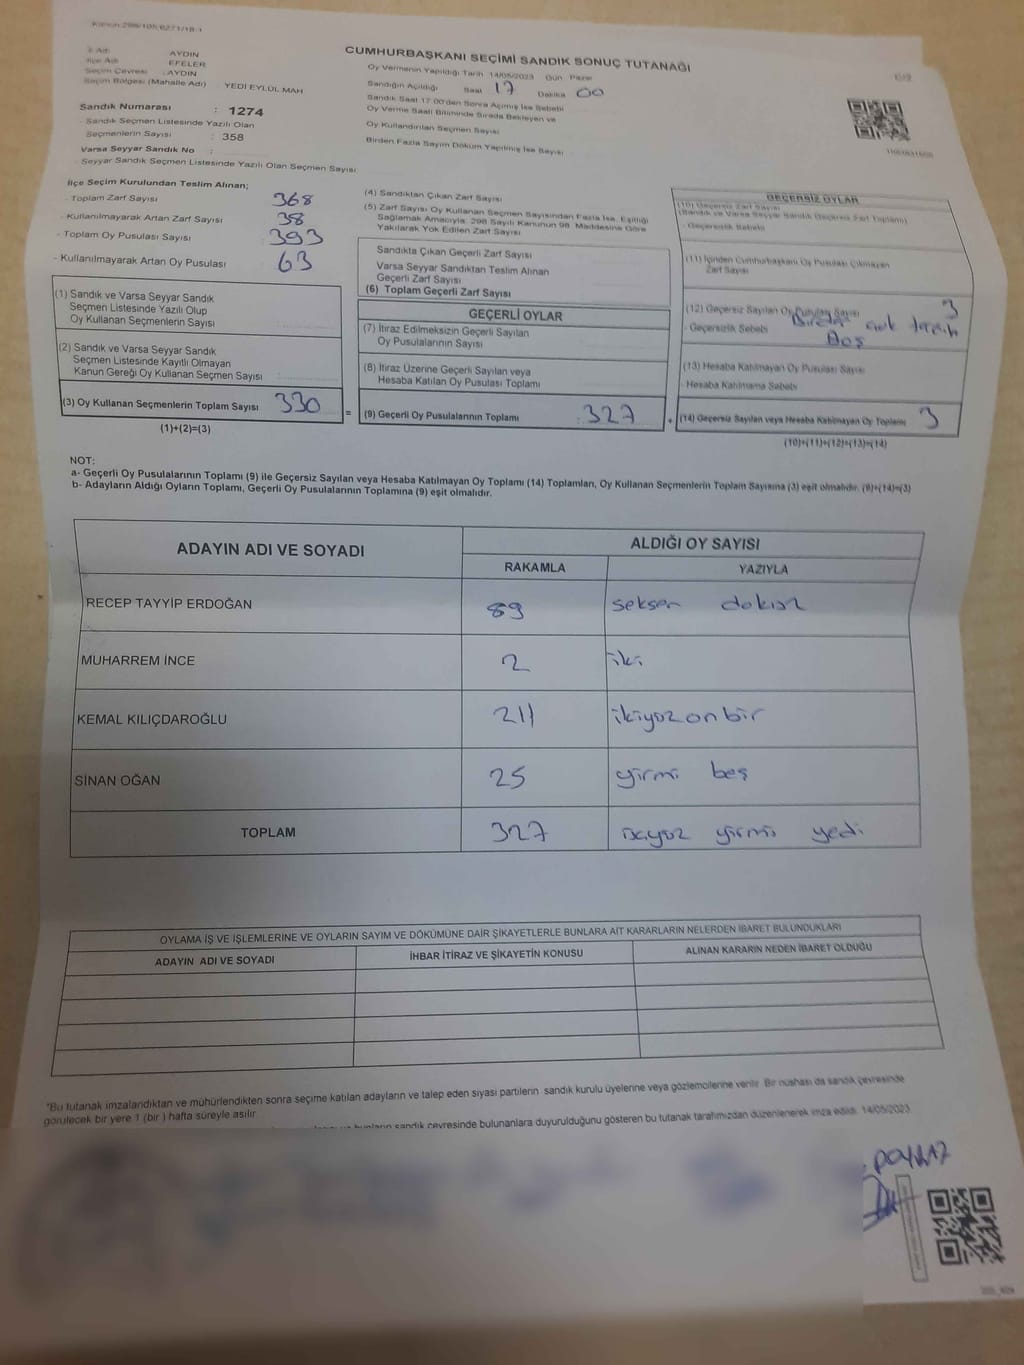 İl Adı AYDIN
İlçe Adı EFELER
Seçim Çevresi : AYDIN
Seçim Bölgesi (Mahalle Adı) : YEDİ EYLÜL MAH
Sandık Numarası : 1274
- Sandık Seçmen Listesinde Yazılı Olan
Seçmenlerin Sayısı : 358
Varsa Seyyar Sandık No :
- Seyyar Sandık Seçmen Listesinde Yazılı Olan Seçmen Sayısı
CUMHURBAŞKANI SEÇİMİ SANDIK SONUÇ TUTANAĞI
Oy Vermenin Yapıldığı Tarih 14/05/2023 Gün Pazar
Sandığın Açıldığı Saat 17 Dakika 00
Sandık Saat 17.00'den Sonra Açılmış İse Sebebi
Oy Verme Saati Bitiminde Sırada Bekleyen ve
Oy Kullandırılan Seçmen Sayısı
Birden Fazla Sayım Döküm Yapılmış İse Sayısı
İlçe Seçim Kurulundan Teslim Alınan;
- Toplam Zarf Sayısı 368
- Kullanılmayarak Artan Zarf Sayısı 38
- Toplam Oy Pusulası Sayısı : 393
- Kullanılmayarak Artan Oy Pusulası : 63
(1) Sandık ve Varsa Seyyar Sandık
Seçmen Listesinde Yazılı Olup
Oy Kullanan Seçmenlerin Sayısı
(2) Sandık ve Varsa Seyyar Sandık
Seçmen Listesinde Kayıtlı Olmayan
Kanun Gereği Oy Kullanan Seçmen Sayısı
(3) Oy Kullanan Seçmenlerin Toplam Sayısı 330
(1)+(2)=(3)
(4) Sandıktan Çıkan Zarf Sayısı
(5) Zarf Sayısı Oy Kullanan Seçmen Sayısından Fazla İse, Eşitliği
Sağlamak Amacıyla; 298 Sayılı Kanunun 98. Maddesine Göre
Yakılarak Yok Edilen Zarf Sayısı
Sandıkta Çıkan Geçerli Zarf Sayısı
Varsa Seyyar Sandıktan Teslim Alınan
Geçerli Zarf Sayısı
(6) Toplam Geçerli Zarf Sayısı
GEÇERLİ OYLAR
(7) İtiraz Edilmeksizin Geçerli Sayılan
Oy Pusulalarının Sayısı
(8) İtiraz Üzerine Geçerli Sayılan veya
Hesaba Katılan Oy Pusulası Toplamı
= (9) Geçerli Oy Pusulalarının Toplamı : 327
GEÇERSİZ OYLAR
(10) Geçersiz Zarf Sayısı
(Sandık ve Varsa Seyyar Sandık Geçersiz Zarf Toplamı)
- Geçersizlik Sebebi
(11) İçinden Cumhurbaşkanı Oy Pusulası Çıkmayan
Zarf Sayısı
(12) Geçersiz Sayılan Oy Pusulası Sayısı 3
- Geçersizlik Sebebi Birden çok tercih
Boş
(13) Hesaba Katılmayan Oy Pusulası Sayısı
- Hesaba Katılmama Sebebi
+ (14) Geçersiz Sayılan veya Hesaba Katılmayan Oy Toplamı 3
(10)+(11)+(12)+(13)=(14)
NOT:
a- Geçerli Oy Pusulalarının Toplamı (9) ile Geçersiz Sayılan veya Hesaba Katılmayan Oy Toplamı (14) Toplamları, Oy Kullanan Seçmenlerin Toplam Sayısına (3) eşit olmalıdır. (9)+(14)=(3)
b- Adayların Aldığı Oyların Toplamı, Geçerli Oy Pusulalarının Toplamına (9) eşit olmalıdır.
ADAYIN ADI VE SOYADI ALDIĞI OY SAYISI
RAKAMLA YAZIYLA
RECEP TAYYİP ERDOĞAN 89 seksen dokuz
MUHARREM İNCE 2 iki
KEMAL KILIÇDAROĞLU 211 ikiyüz onbir
SİNAN OĞAN 25 yirmi beş
TOPLAM 327 üçyüz yirmi yedi
OYLAMA İŞ VE İŞLEMLERİNE VE OYLARIN SAYIM VE DÖKÜMÜNE DAİR ŞİKAYETLERLE BUNLARA AİT KARARLARIN NELERDEN İBARET BULUNDUKLARI
ADAYIN ADI VE SOYADI İHBAR İTİRAZ VE ŞİKAYETİN KONUSU ALINAN KARARIN NEDEN İBARET OLDUĞU
"Bu tutanak imzalandıktan ve mühürlendikten sonra seçime katılan adayların ve talep eden siyasi partilerin sandık kurulu üyelerine veya gözlemcilerine verilir. Bir nüshası da sandık çevresinde
görülecek bir yere 1 (bir) hafta süreyle asılır
sandık çevresinde bulunanlara duyurulduğunu gösteren bu tutanak tarafımızdan düzenlenerek imza edildi. 14/05/2023
POYRAZ